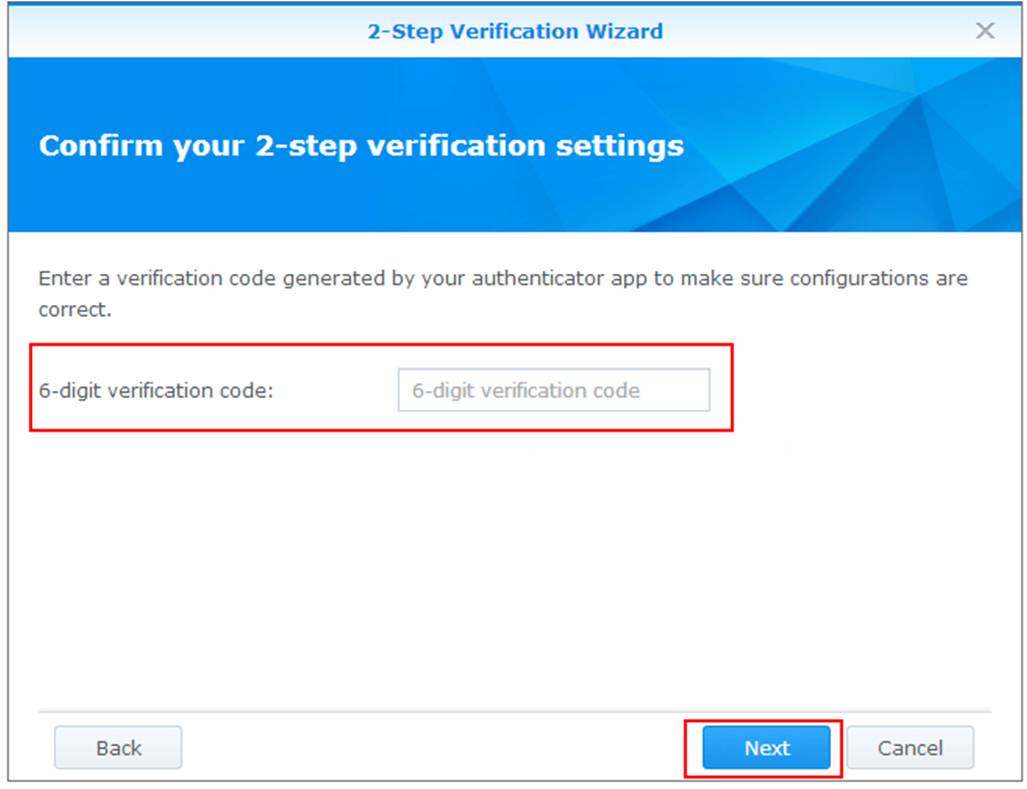 2-Step Verification Wizard
Confirm your 2-step verification settings
Enter a verification code generated by your authenticator app to make sure configurations are
correct.
6-digit verification code: 6-digit verification code
Back Next Cancel